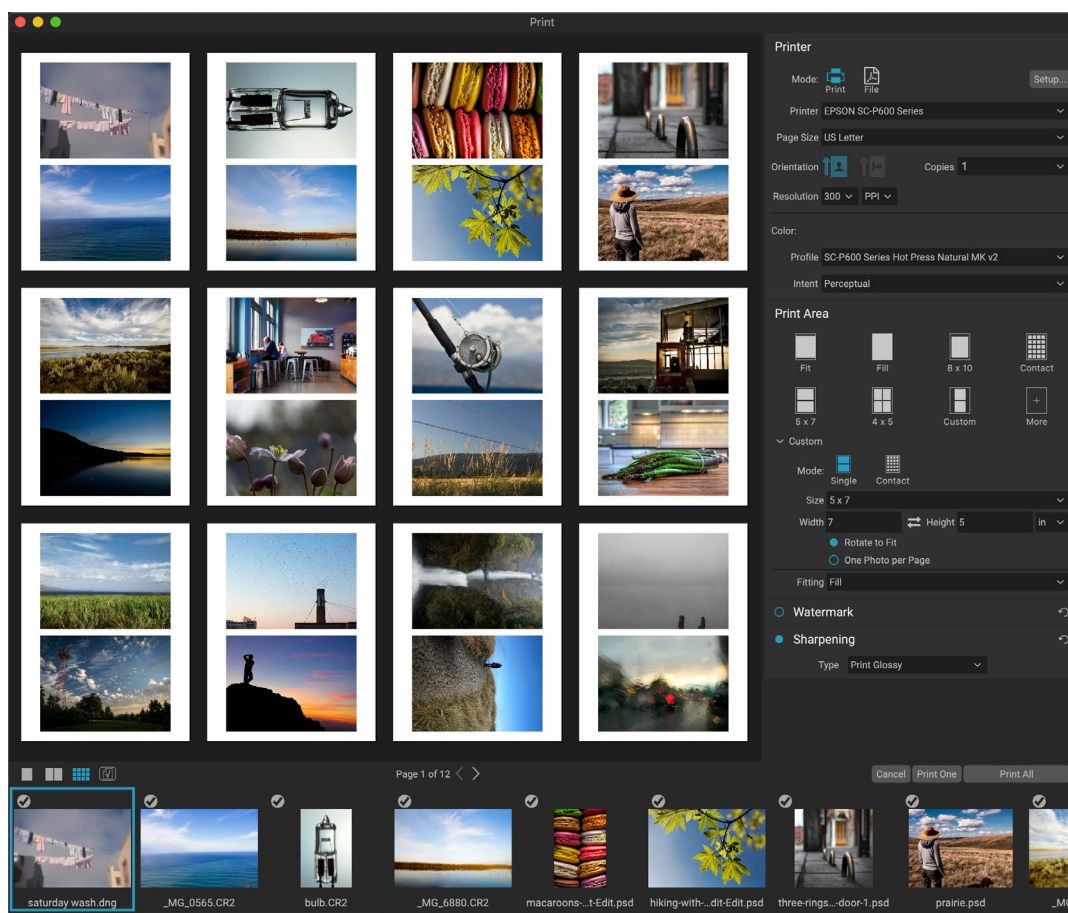 Print
Printer
Mode:
Print
File
Setup...
Printer EPSON SC-P600 Series
Page Size US Letter
Orientation
Copies 1
Resolution 300 PPI
Color:
Profile SC-P600 Series Hot Press Natural MK v2
Intent Perceptual
Print Area
Fit
Fill
8 x 10
Contact
5 x 7
4 x 5
Custom
More
Custom
Mode:
Single
Contact
Size 5 x 7
Width 7
Height 5
in
Rotate to Fit
One Photo per Page
Fitting Fill
Watermark
Sharpening
Type Print Glossy
Page 1 of 12
Cancel
Print One
Print All
saturday wash.dng
_MG_0565.CR2
bulb.CR2
_MG_6880.CR2
macaroons-...t-Edit.psd
hiking-with-...dit-Edit.psd
three-rings...-door-1.psd
prairie.psd
_MG